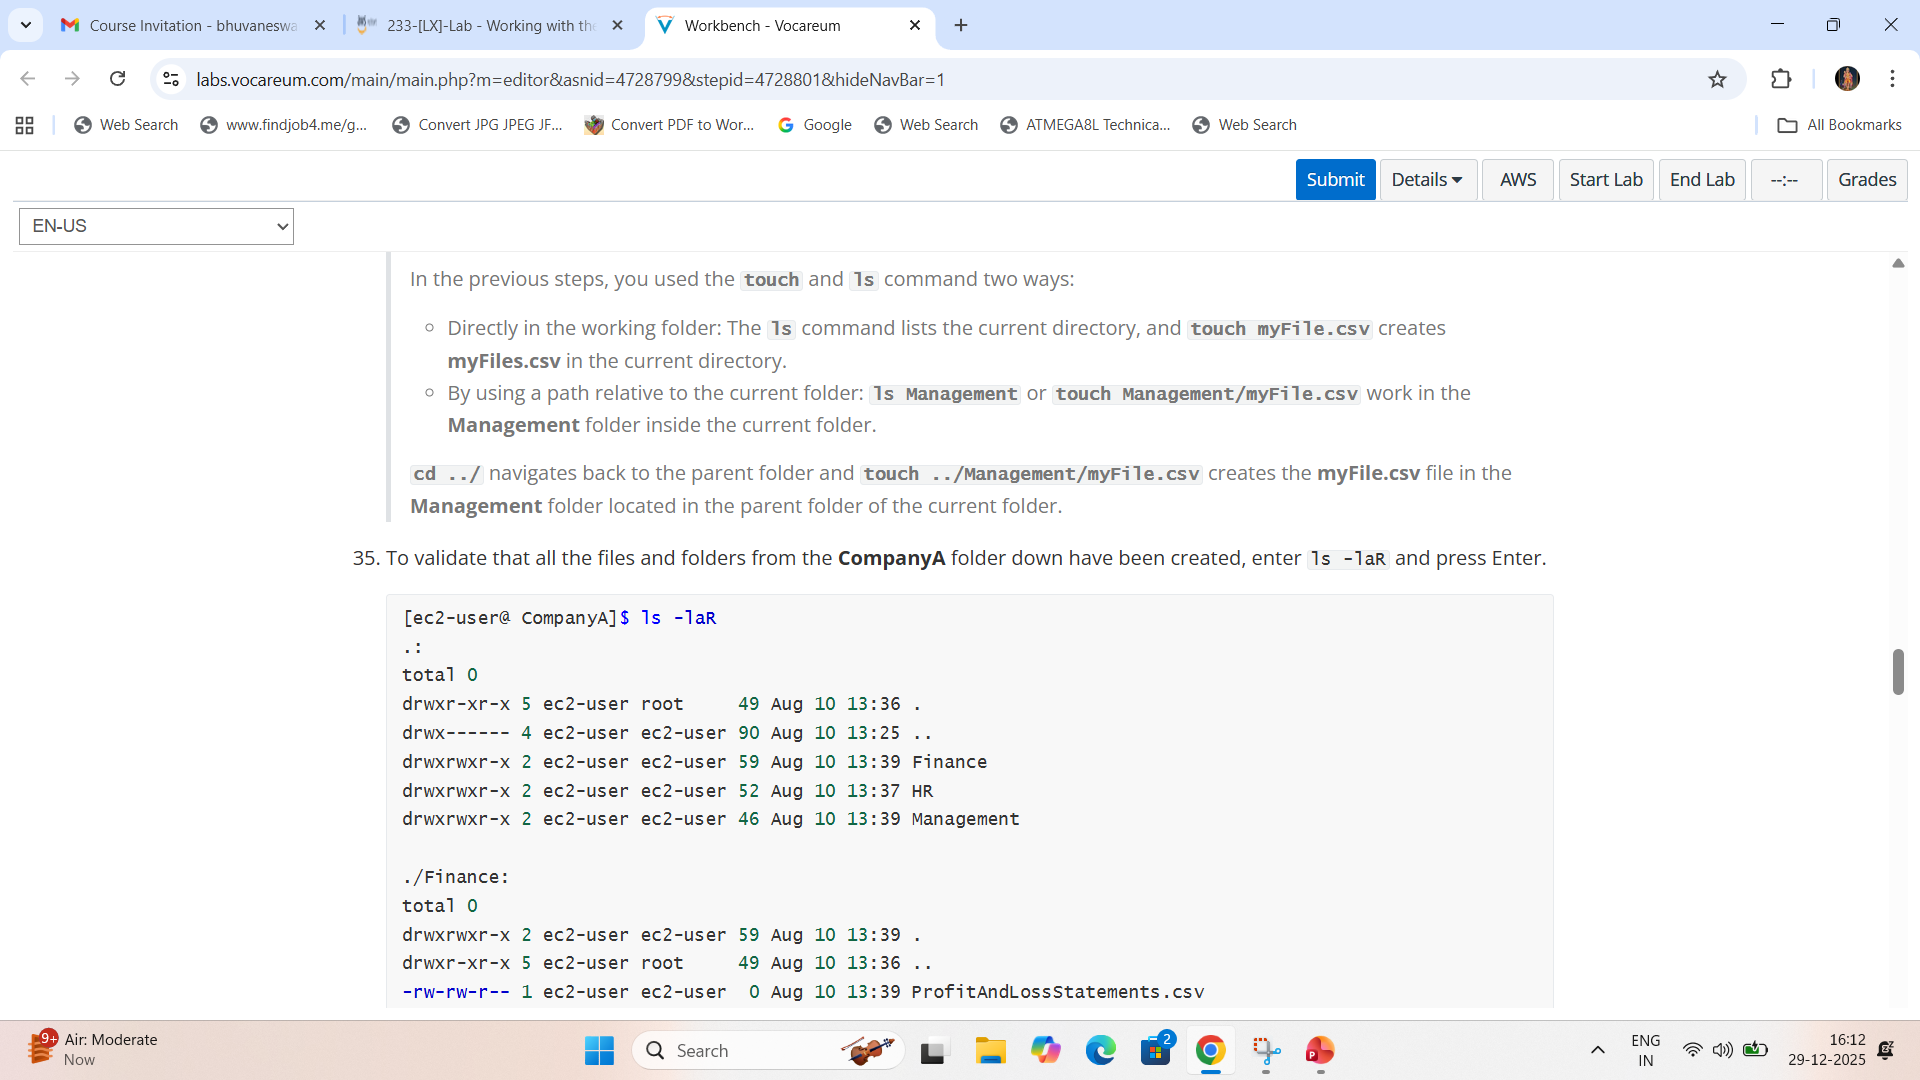 Course Invitation - bhuvaneswa
233-[LX]-Lab - Working with the
Workbench - Vocareum
labs.vocareum.com/main/main.php?m=editor&asnid=4728799&stepid=4728801&hideNavBar=1
Web Search
www.findjob4.me/g...
Convert JPG JPEG JF...
Convert PDF to Wor...
Google
Web Search
ATMEGA8L Technica...
Web Search
All Bookmarks
Submit
Details
AWS
Start Lab
End Lab
--:--
Grades
EN-US
In the previous steps, you used the touch and ls command two ways:
Directly in the working folder: The ls command lists the current directory, and touch myFile.csv creates
myFiles.csv in the current directory.
By using a path relative to the current folder: ls Management or touch Management/myFile.csv work in the
Management folder inside the current folder.
cd ../ navigates back to the parent folder and touch ../Management/myFile.csv creates the myFile.csv file in the
Management folder located in the parent folder of the current folder.
35. To validate that all the files and folders from the CompanyA folder down have been created, enter ls -laR and press Enter.
[ec2-user@ CompanyA]$ ls -laR
.:
total 0
drwxr-xr-x 5 ec2-user root     49 Aug 10 13:36 .
drwx------ 4 ec2-user ec2-user 90 Aug 10 13:25 ..
drwxrwxr-x 2 ec2-user ec2-user 59 Aug 10 13:39 Finance
drwxrwxr-x 2 ec2-user ec2-user 52 Aug 10 13:37 HR
drwxrwxr-x 2 ec2-user ec2-user 46 Aug 10 13:39 Management
./Finance:
total 0
drwxrwxr-x 2 ec2-user ec2-user 59 Aug 10 13:39 .
drwxr-xr-x 5 ec2-user root     49 Aug 10 13:36 ..
-rw-rw-r-- 1 ec2-user ec2-user  0 Aug 10 13:39 ProfitAndLossStatements.csv
9+
Air: Moderate
Now
Search
2
P
ENG
IN
16:12
29-12-2025